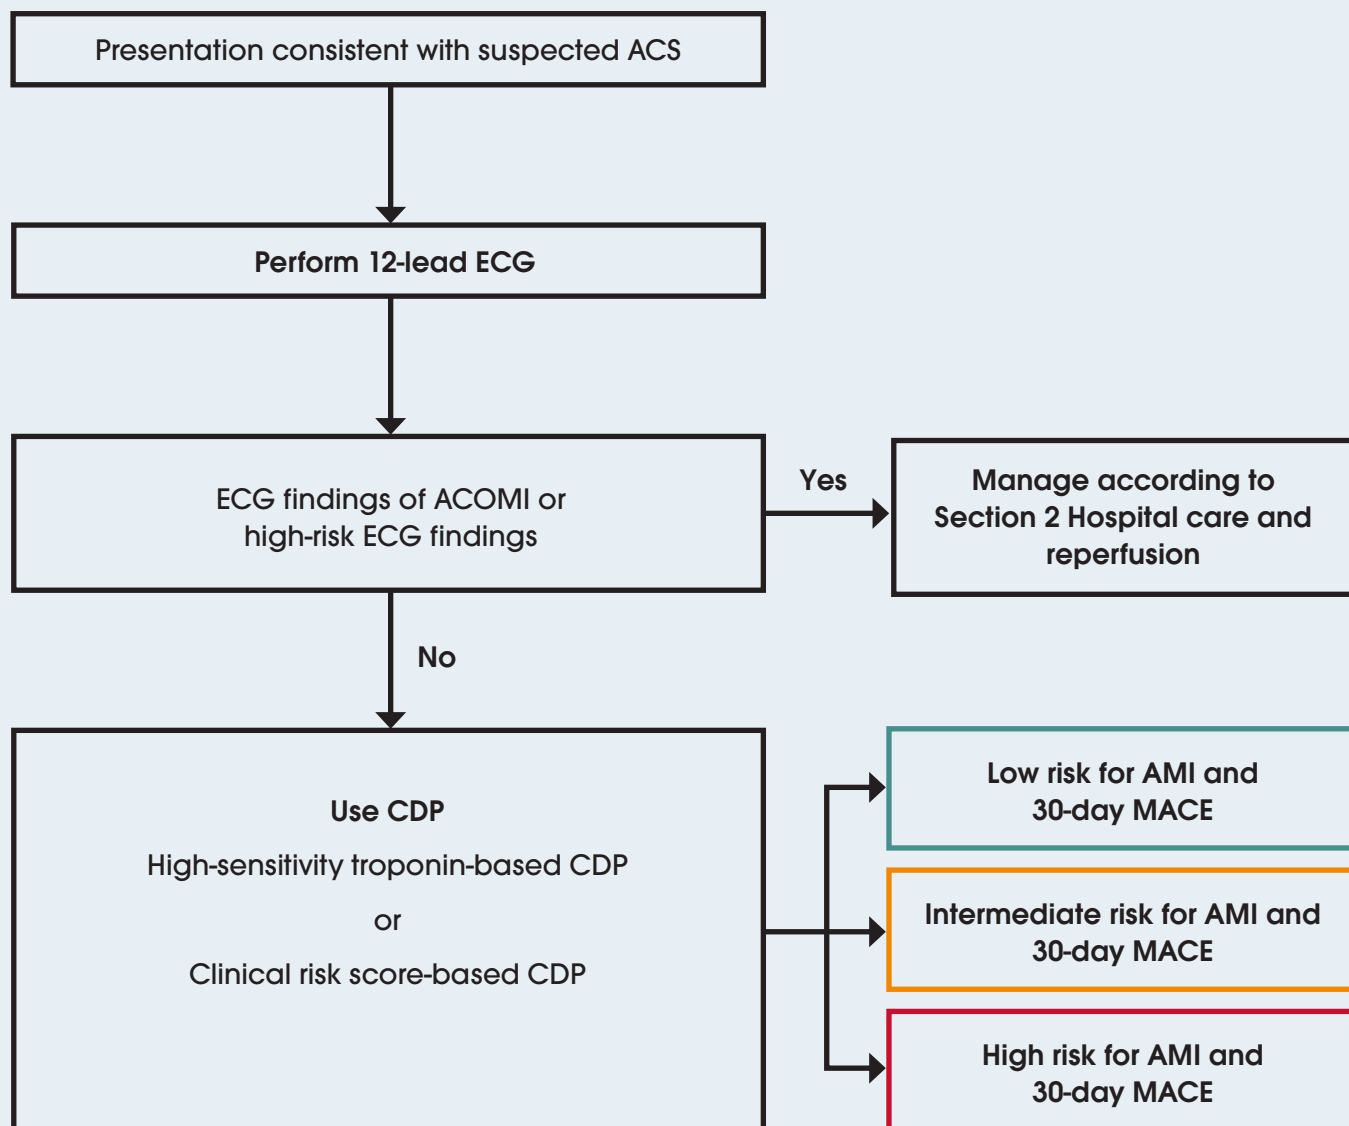 Presentation consistent with suspected ACS
Perform 12-lead ECG
ECG findings of ACOMI or
high-risk ECG findings
Yes
Manage according to
Section 2 Hospital care and
reperfusion
No
Use CDP
High-sensitivity troponin-based CDP
or
Clinical risk score-based CDP
Low risk for AMI and
30-day MACE
Intermediate risk for AMI and
30-day MACE
High risk for AMI and
30-day MACE